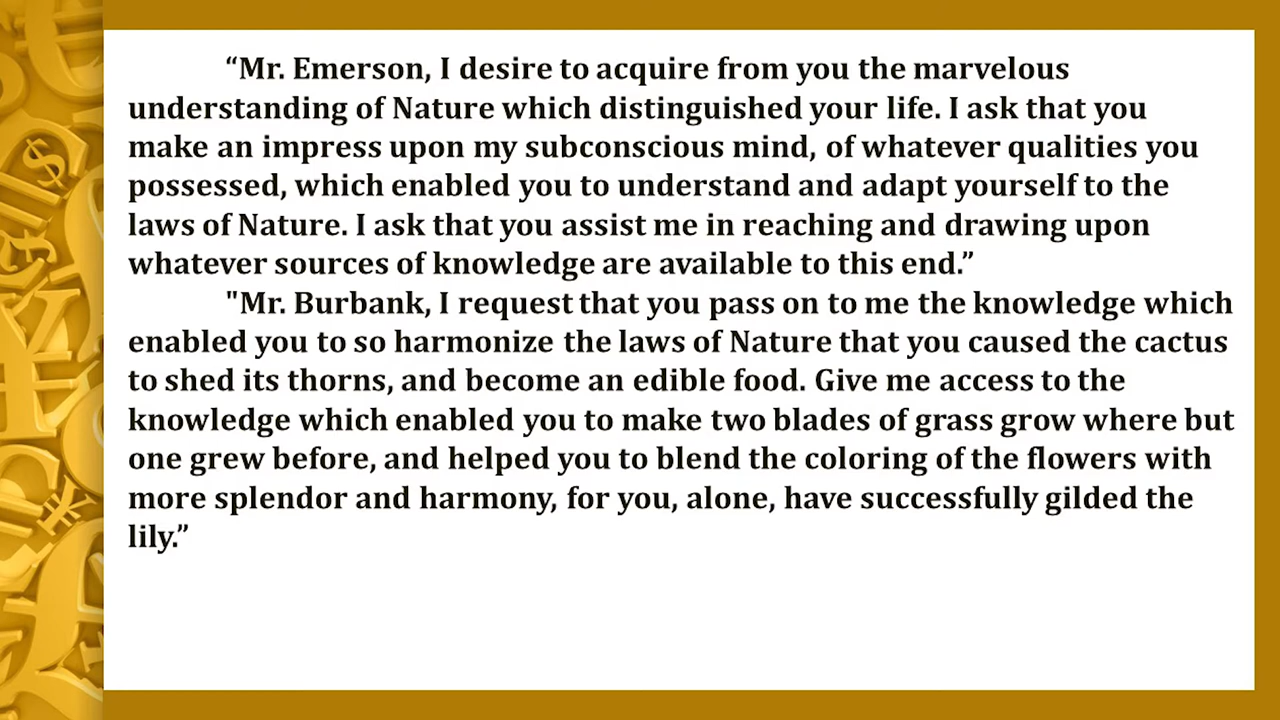 “Mr. Emerson, I desire to acquire from you the marvelous
understanding of Nature which distinguished your life. I ask that you
make an impress upon my subconscious mind, of whatever qualities you
possessed, which enabled you to understand and adapt yourself to the
laws of Nature. I ask that you assist me in reaching and drawing upon
whatever sources of knowledge are available to this end.”
"Mr. Burbank, I request that you pass on to me the knowledge which
enabled you to so harmonize the laws of Nature that you caused the cactus
to shed its thorns, and become an edible food. Give me access to the
knowledge which enabled you to make two blades of grass grow where but
one grew before, and helped you to blend the coloring of the flowers with
more splendor and harmony, for you, alone, have successfully gilded the
lily.”